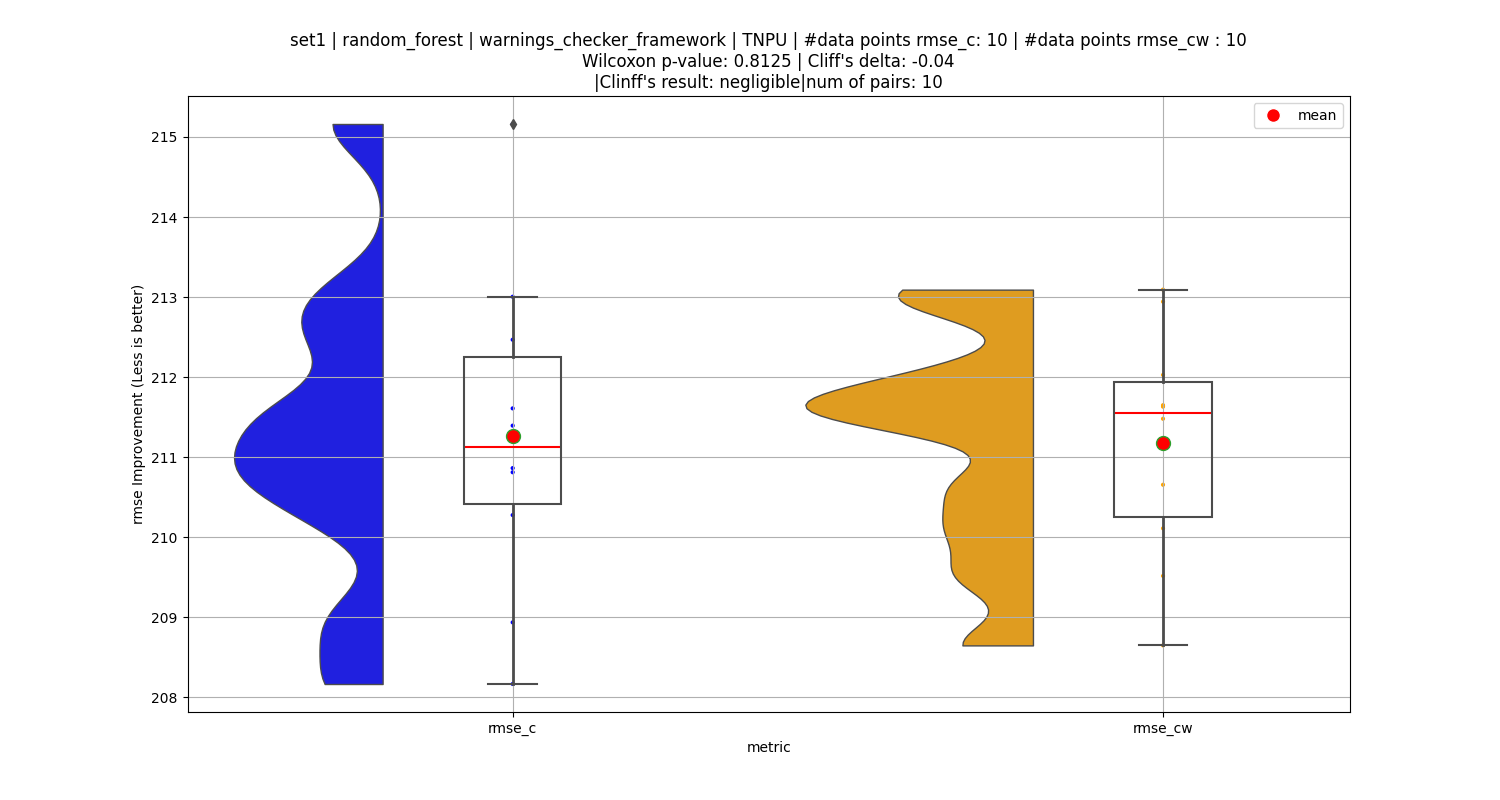 set1 | random_forest | warnings_checker_framework | TNPU | #data points rmse_c: 10 | #data points rmse_cw : 10
Wilcoxon p-value: 0.8125 | Cliff's delta: -0.04
|Clinff's result: negligible|num of pairs: 10
mean
215
214
213
212
211
210
209
208
rmse Improvement (Less is better)
rmse_c
rmse_cw
metric